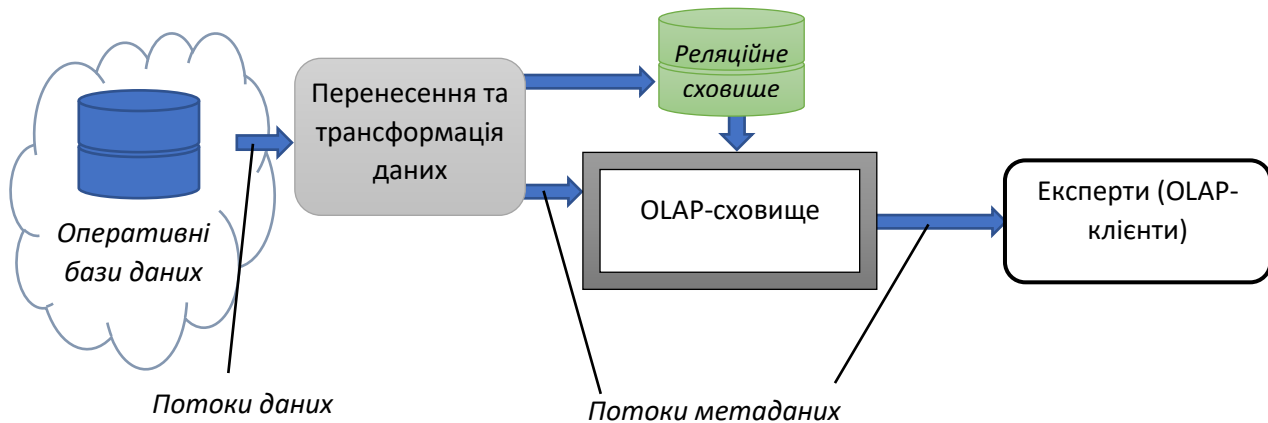 Реляційне
сховище
Перенесення та
трансформація
даних
Оперативні
бази даних
OLAP-сховище
Експерти (OLAP-
клієнти)
Потоки даних
Потоки метаданих